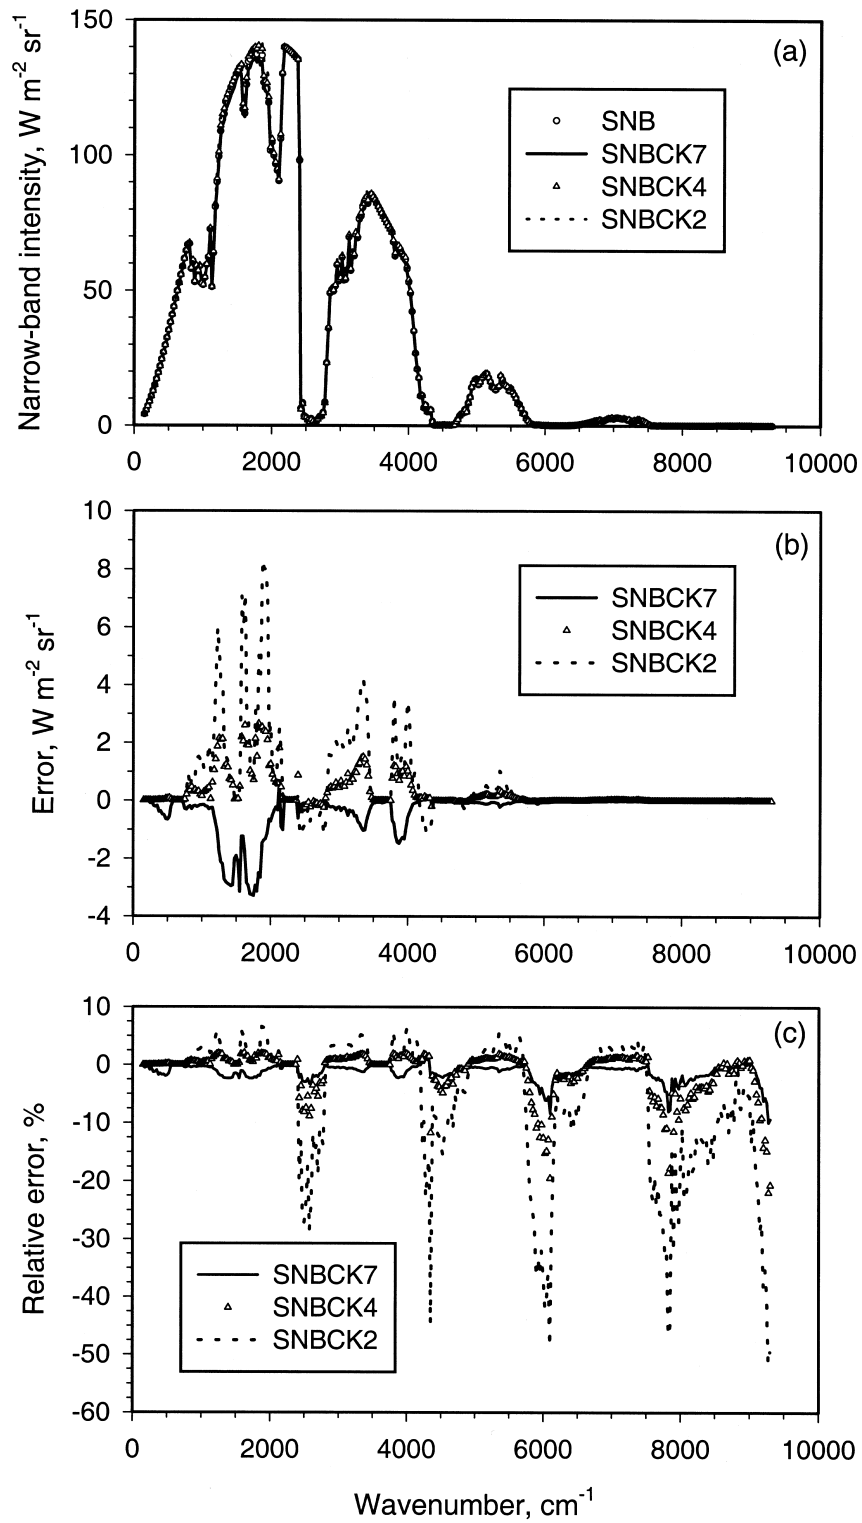 150
100
50
0
Narrow-band intensity, W m⁻² sr⁻¹
(a)
SNB
SNBCK7
SNBCK4
SNBCK2
0 2000 4000 6000 8000 10000
10
8
6
4
2
0
-2
-4
Error, W m⁻² sr⁻¹
(b)
SNBCK7
SNBCK4
SNBCK2
0 2000 4000 6000 8000 10000
10
0
-10
-20
-30
-40
-50
-60
Relative error, %
(c)
SNBCK7
SNBCK4
SNBCK2
0 2000 4000 6000 8000 10000
Wavenumber, cm⁻¹